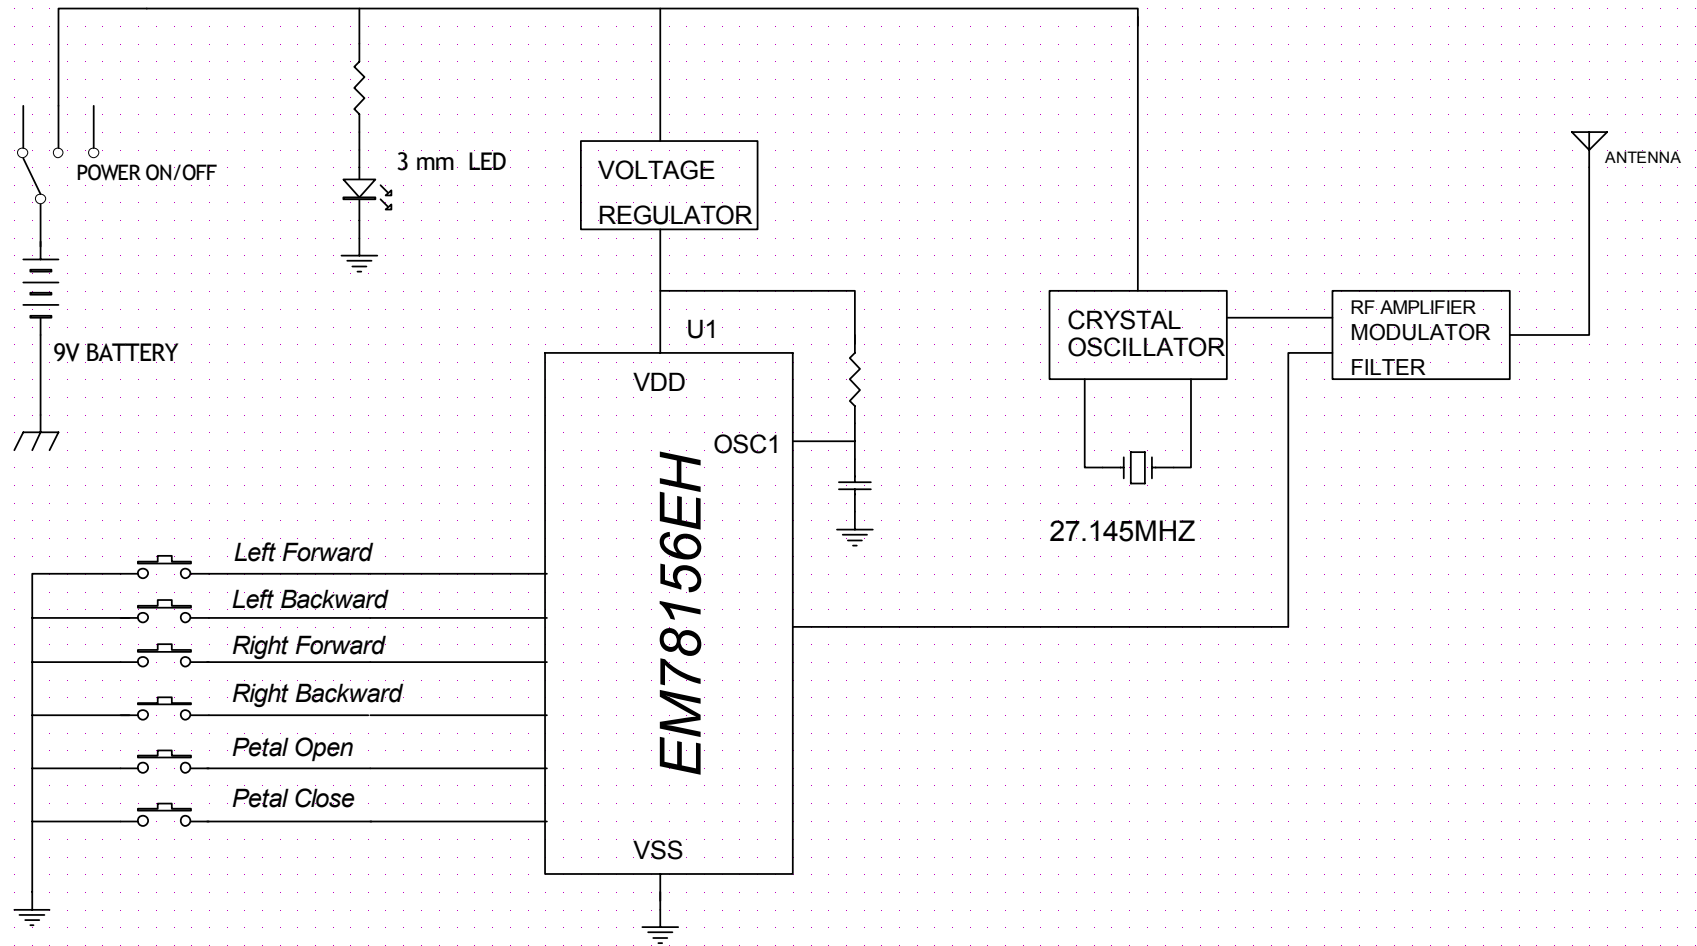 POWER ON/OFF
3 mm LED
VOLTAGE
REGULATOR
ANTENNA
9V BATTERY
U1
VDD
OSC1
EM78156EH
VSS
CRYSTAL
OSCILLATOR
27.145MHZ
RF AMPLIFIER
MODULATOR
FILTER
Left Forward
Left Backward
Right Forward
Right Backward
Petal Open
Petal Close